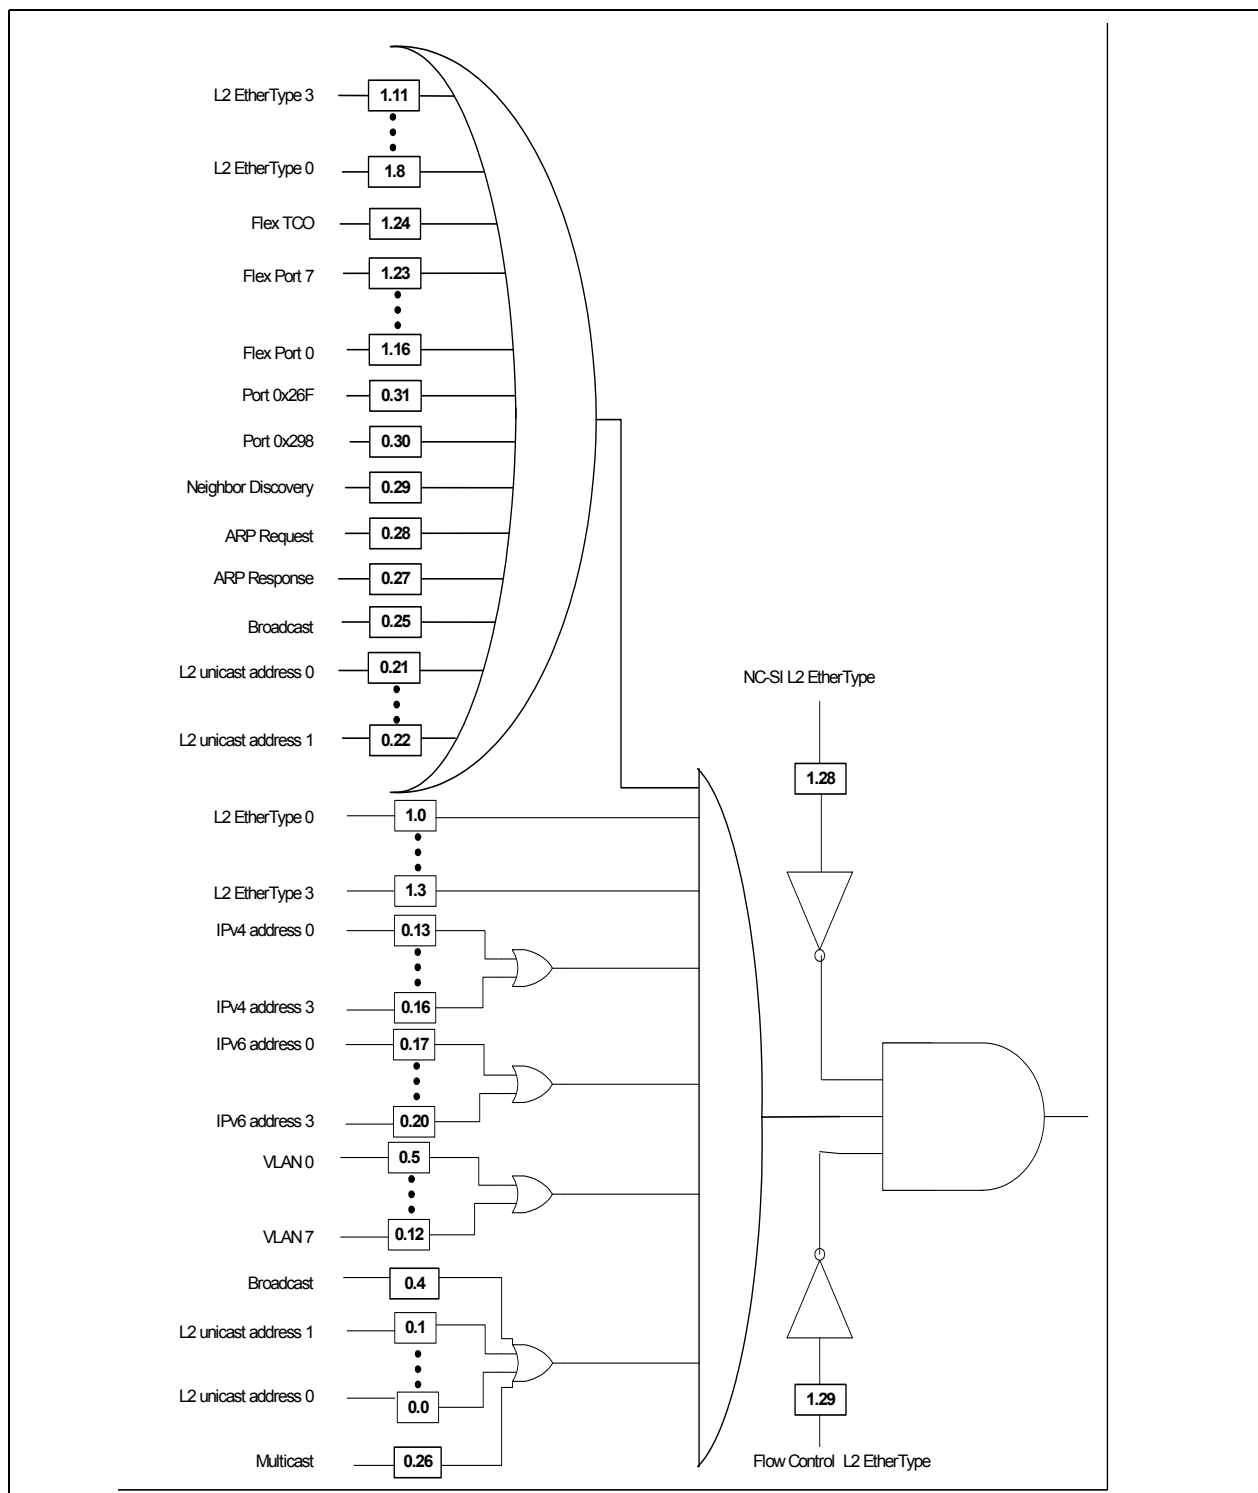 L2 EtherType 3 1.11
L2 EtherType 0 1.8
Flex TCO 1.24
Flex Port 7 1.23
Flex Port 0 1.16
Port 0x26F 0.31
Port 0x298 0.30
Neighbor Discovery 0.29
ARP Request 0.28
ARP Response 0.27
Broadcast 0.25
L2 unicast address 0 0.21
L2 unicast address 1 0.22
NC-SI L2 EtherType
1.28
L2 EtherType 0 1.0
L2 EtherType 3 1.3
IPv4 address 0 0.13
IPv4 address 3 0.16
IPv6 address 0 0.17
IPv6 address 3 0.20
VLAN 0 0.5
VLAN 7 0.12
Broadcast 0.4
L2 unicast address 1 0.1
L2 unicast address 0 0.0
Multicast 0.26
1.29
Flow Control L2 EtherType